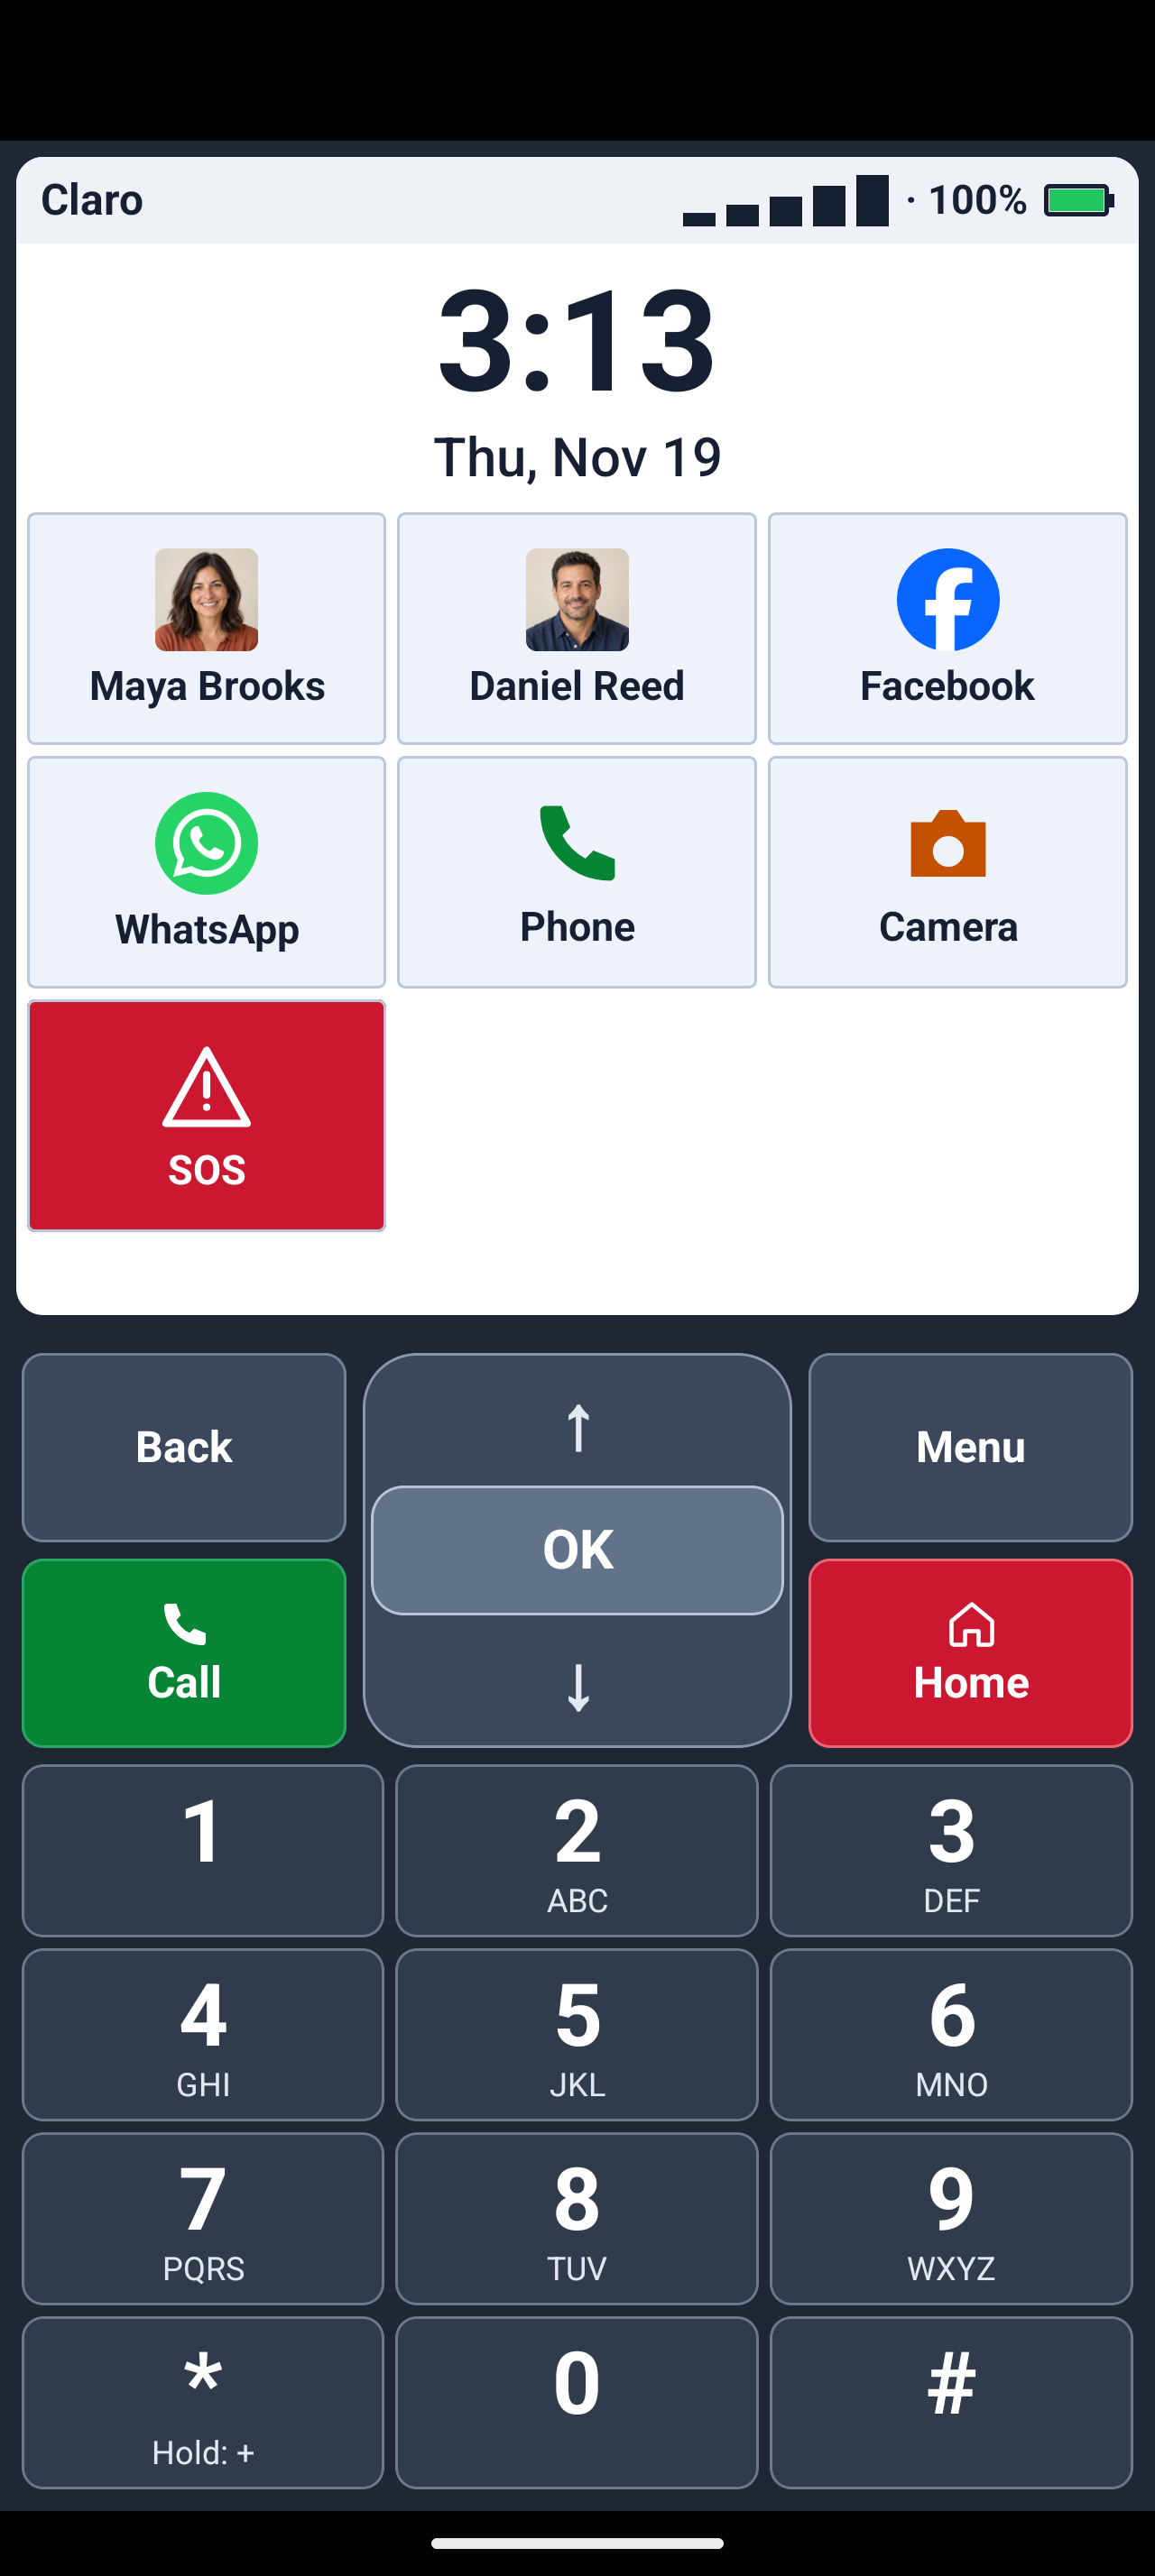 Claro · 100%
3:13
Thu, Nov 19
Maya Brooks Daniel Reed Facebook
WhatsApp Phone Camera
SOS
Back ↑ Menu
OK
Call ↓ Home
1 2 3
ABC DEF
4 5 6
GHI JKL MNO
7 8 9
PQRS TUV WXYZ
* 0 #
Hold: +